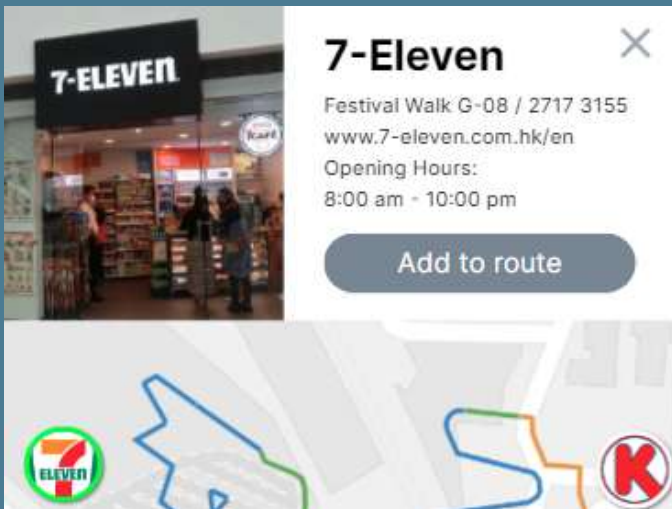 7-ELEVEN
7-Eleven
Festival Walk G-08 / 2717 3155
www.7-eleven.com.hk/en
Opening Hours:
8:00 am - 10:00 pm
Add to route
7
ELEVEN
K